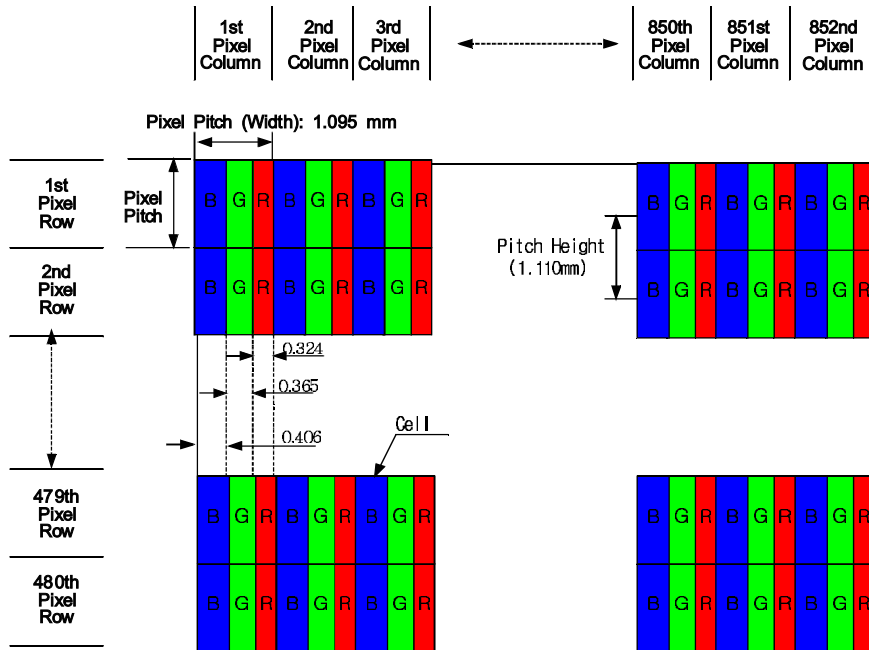 1st 2nd 3rd 850th 851st 852nd
Pixel Pixel Pixel Pixel Pixel Pixel
Column Column Column Column Column Column
Pixel Pitch (Width): 1.095 mm
1st
Pixel
Row
Pixel
Pitch
B G R B G R B G R B G R B G R B G R
Pitch Height
(1.110mm)
2nd
Pixel
Row
B G R B G R B G R B G R B G R B G R
0.324
0.365
0.406
Cell
479th
Pixel
Row
B G R B G R B G R B G R B G R B G R
480th
Pixel
Row
B G R B G R B G R B G R B G R B G R